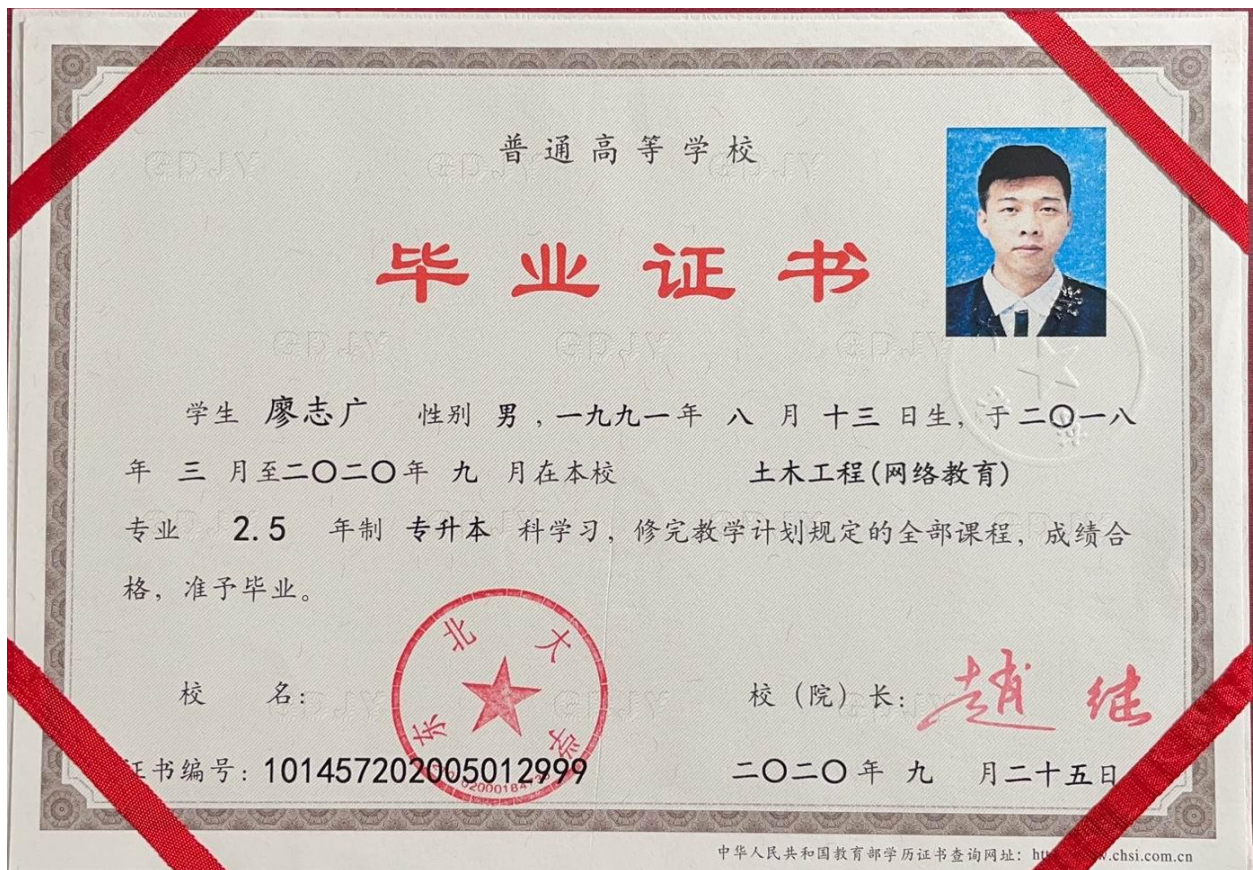 普通高等学校
毕业证书
学生 廖志广 性别 男，一九九一年 八 月 十三 日生，于二〇一八
年 三 月至二〇二〇年 九 月在本校 土木工程(网络教育)
专业 2.5 年制 专升本 科学习，修完教学计划规定的全部课程，成绩合
格，准予毕业。
东北大学
校 名：
校（院）长：赵继
证书编号：101457202005012999
二〇二〇年 九 月二十五日
中华人民共和国教育部学历证书查询网址：